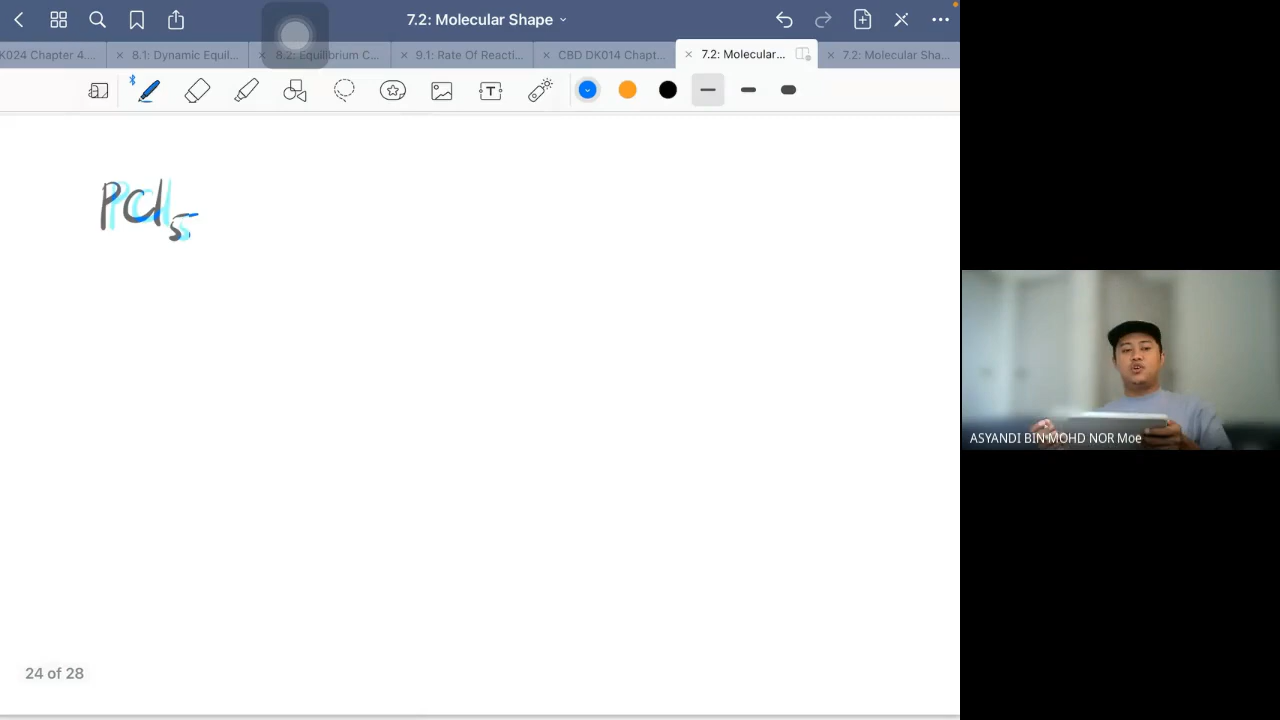 7.2: Molecular Shape
K024 Chapter 4....
8.1: Dynamic Equil...
8.2: Equilibrium C...
9.1: Rate Of Reacti...
CBD DK014 Chapt...
7.2: Molecular...
7.2: Molecular Sha...
T
PCl5
ASYANDI BIN MOHD NOR Moe
24 of 28